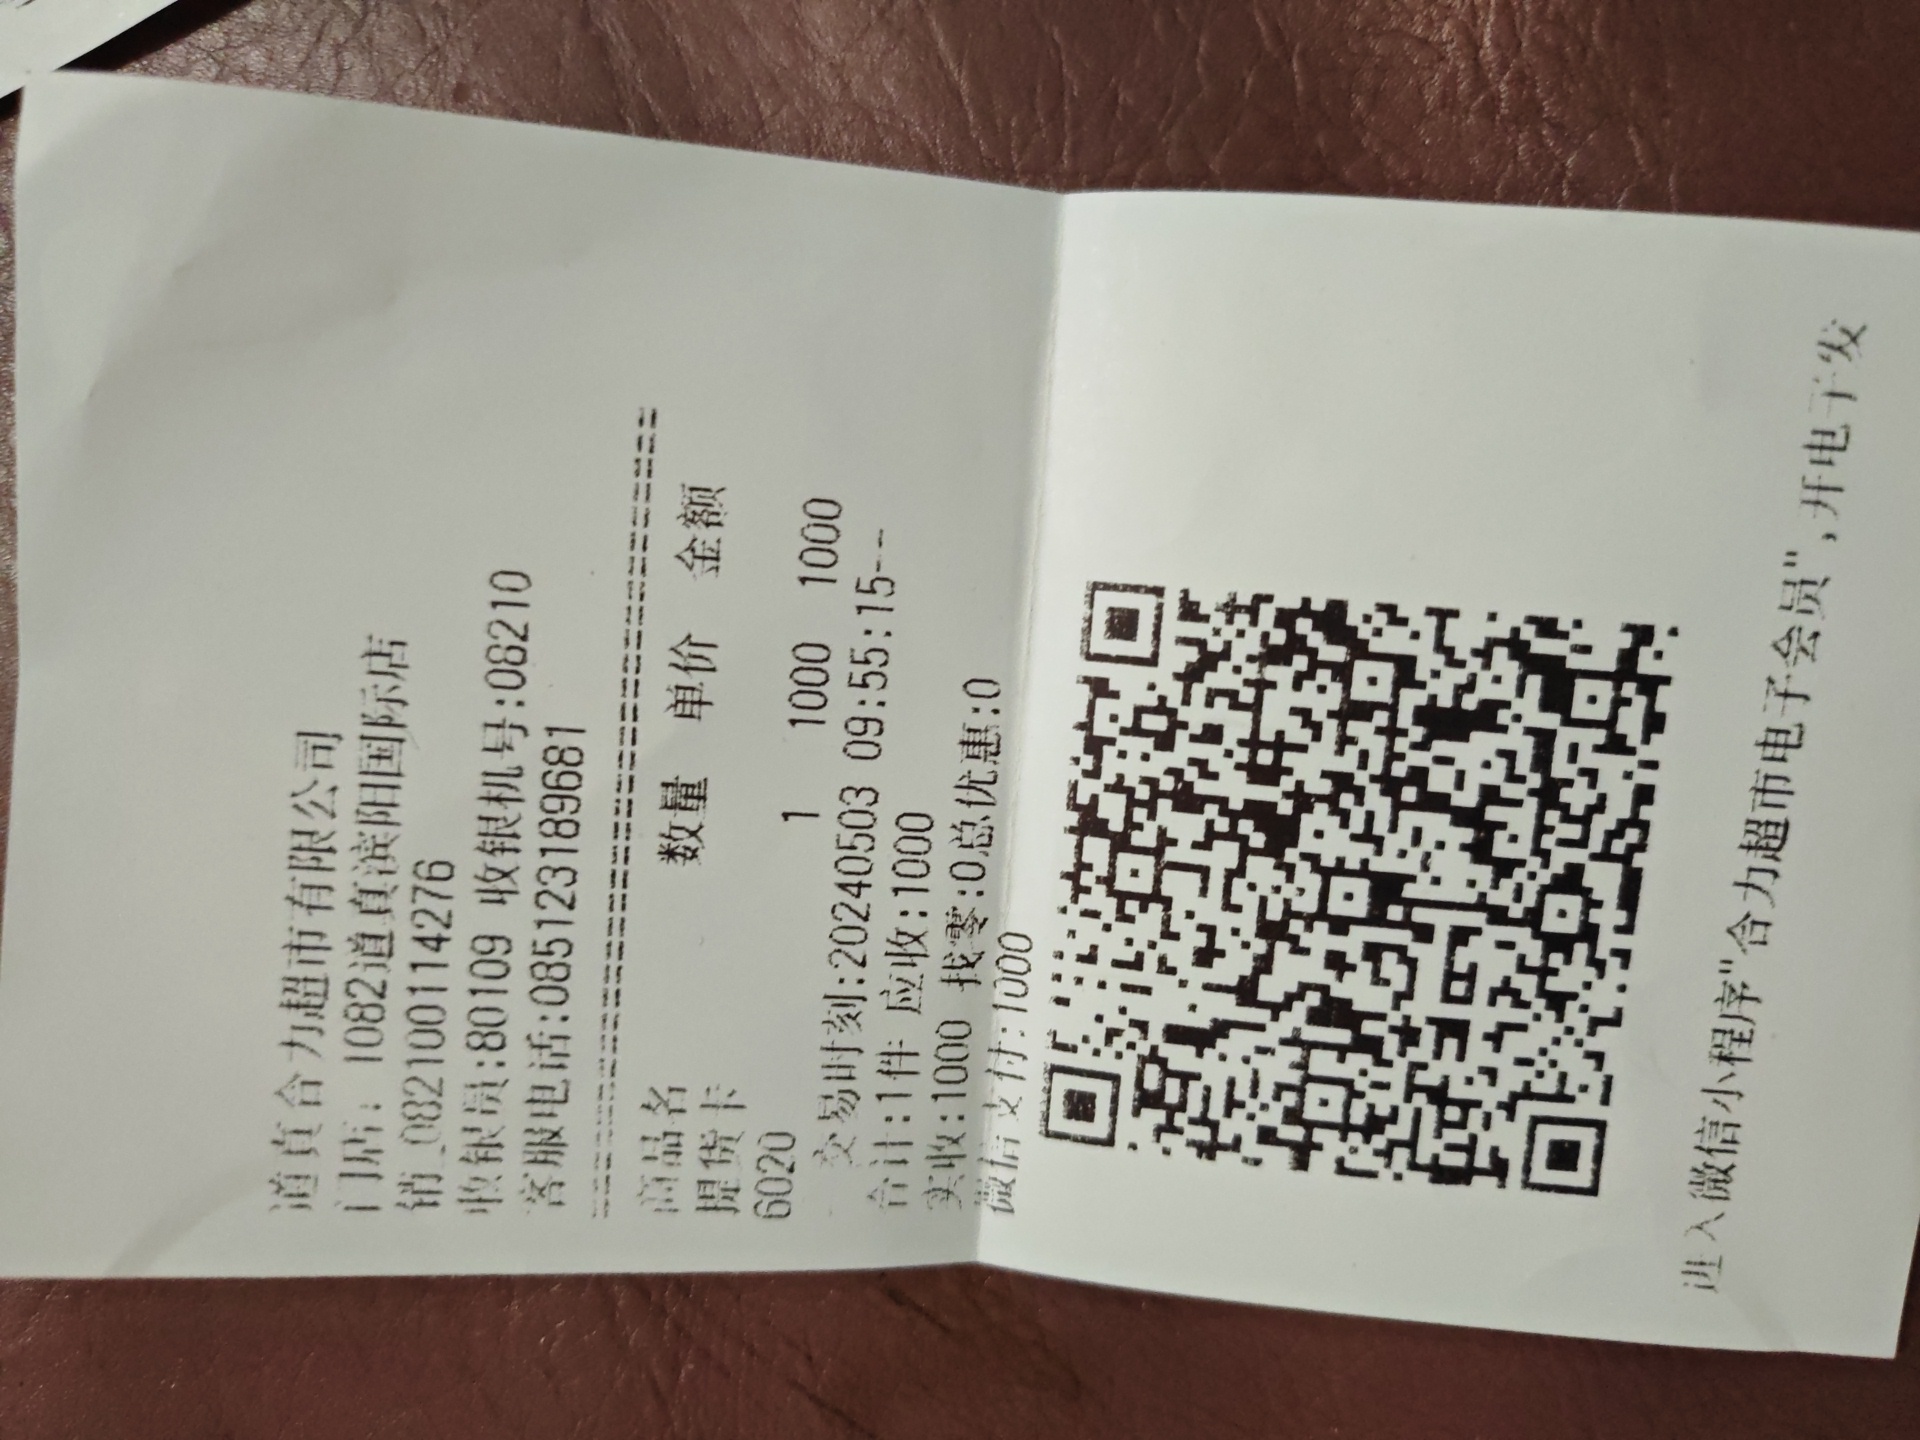 道真合力超市有限公司
门店: 1082道真滨阳国际店
销_0821001114276
收银员:80109 收银机号:08210
客服电话:085123189681
商品名 数量 单价 金额
提货卡
6020 1 1000 1000
交易时刻:20240503 09:55:15--
合计:1件 应收:1000
实收:1000 找零:0总优惠:0
微信支付:1000
进入微信小程序"合力超市电子会员",开电子发